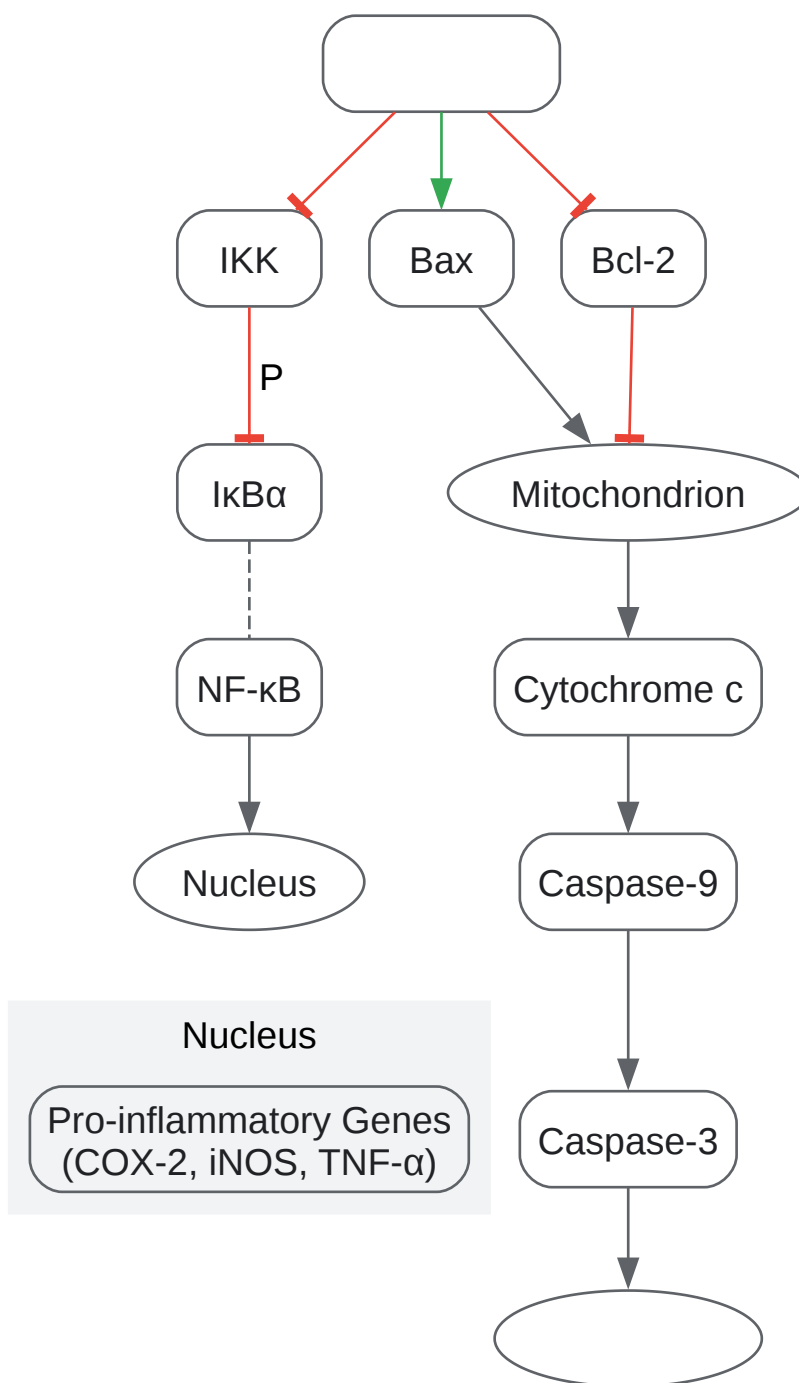 IKK
Bax
Bcl-2
P
IκBα
Mitochondrion
NF-κB
Cytochrome c
Nucleus
Caspase-9
Nucleus
Pro-inflammatory Genes
(COX-2, iNOS, TNF-α)
Caspase-3